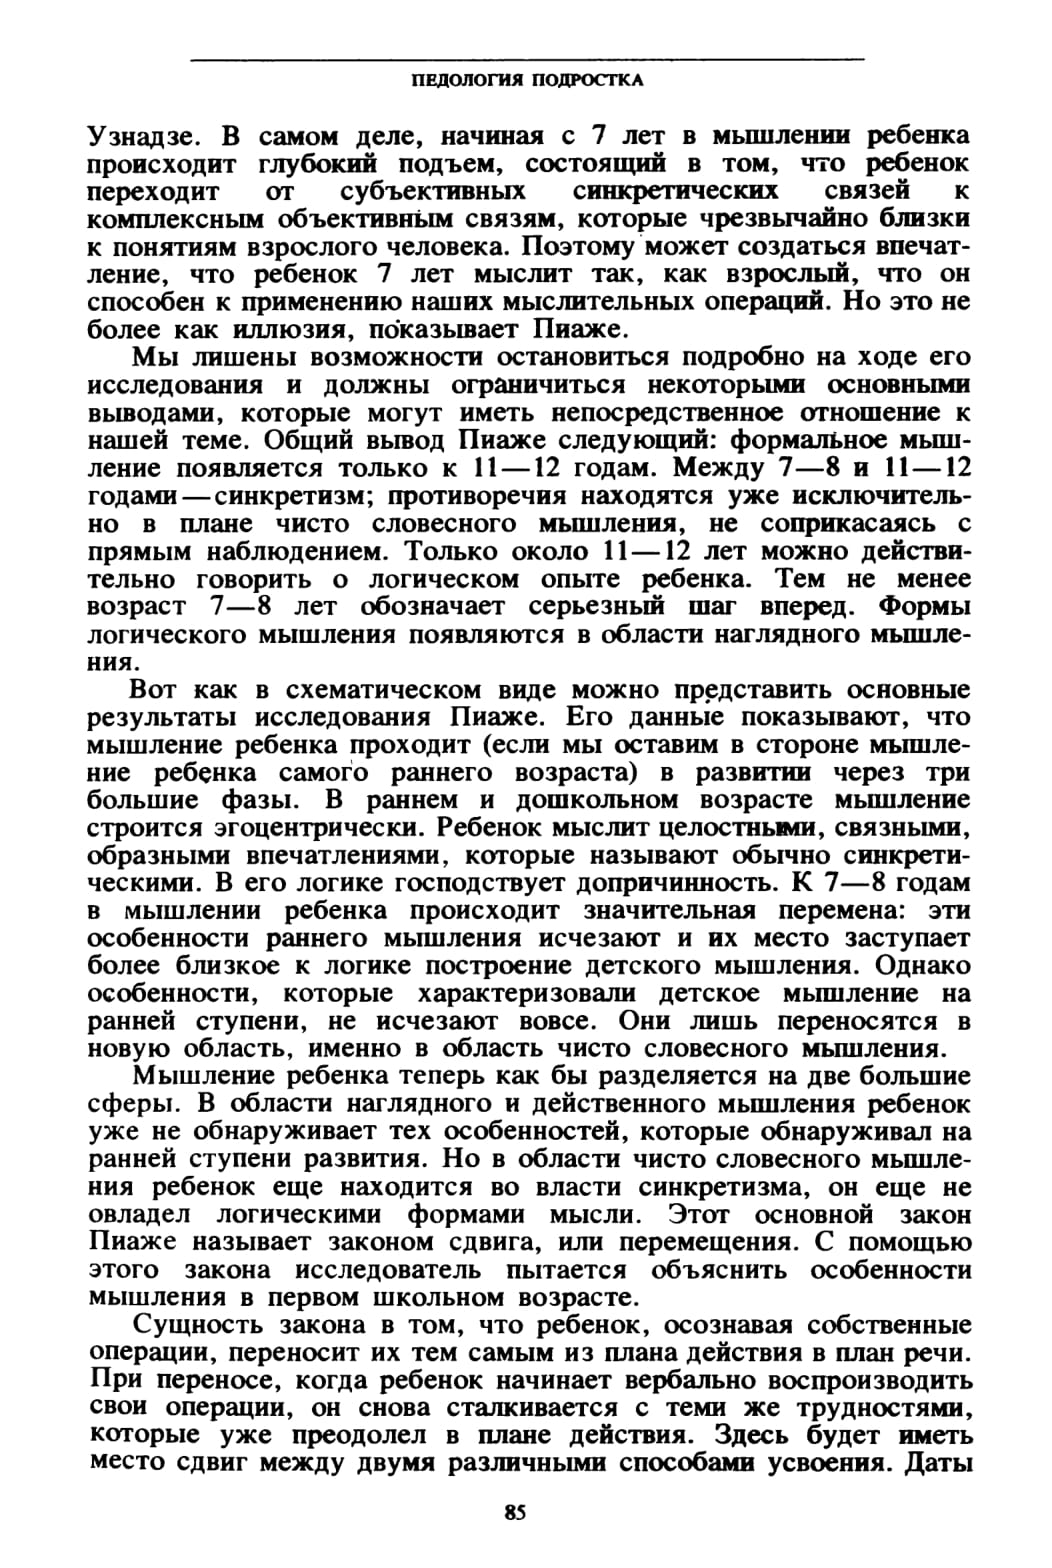 ПЕДОЛОГИЯ ПОДРОСТКА
Узнадзе. В самом деле, начиная с 7 лет в мышлении ребенка
происходит глубокий подъем, состоящий в том, что ребенок
переходит от субъективных синкретических связей к
комплексным объективным связям, которые чрезвычайно близки
к понятиям взрослого человека. Поэтому может создаться впечат-
ление, что ребенок 7 лет мыслит так, как взрослый, что он
способен к применению наших мыслительных операций. Но это не
более как иллюзия, показывает Пиаже.
Мы лишены возможности остановиться подробно на ходе его
исследования и должны ограничиться некоторыми основными
выводами, которые могут иметь непосредственное отношение к
нашей теме. Общий вывод Пиаже следующий: формальное мыш-
ление появляется только к 11—12 годам. Между 7—8 и 11—12
годами—синкретизм; противоречия находятся уже исключитель-
но в плане чисто словесного мышления, не соприкасаясь с
прямым наблюдением. Только около 11—12 лет можно действи-
тельно говорить о логическом опыте ребенка. Тем не менее
возраст 7—8 лет обозначает серьезный шаг вперед. Формы
логического мышления появляются в области наглядного мышле-
ния.
Вот как в схематическом виде можно представить основные
результаты исследования Пиаже. Его данные показывают, что
мышление ребенка проходит (если мы оставим в стороне мышле-
ние ребенка самого раннего возраста) в развитии через три
большие фазы. В раннем и дошкольном возрасте мышление
строится эгоцентрически. Ребенок мыслит целостными, связными,
образными впечатлениями, которые называют обычно синкрети-
ческими. В его логике господствует допричинность. К 7—8 годам
в мышлении ребенка происходит значительная перемена: эти
особенности раннего мышления исчезают и их место заступает
более близкое к логике построение детского мышления. Однако
особенности, которые характеризовали детское мышление на
ранней ступени, не исчезают вовсе. Они лишь переносятся в
новую область, именно в область чисто словесного мышления.
Мышление ребенка теперь как бы разделяется на две большие
сферы. В области наглядного и действенного мышления ребенок
уже не обнаруживает тех особенностей, которые обнаруживал на
ранней ступени развития. Но в области чисто словесного мышле-
ния ребенок еще находится во власти синкретизма, он еще не
овладел логическими формами мысли. Этот основной закон
Пиаже называет законом сдвига, или перемещения. С помощью
этого закона исследователь пытается объяснить особенности
мышления в первом школьном возрасте.
Сущность закона в том, что ребенок, осознавая собственные
операции, переносит их тем самым из плана действия в план речи.
При переносе, когда ребенок начинает вербально воспроизводить
свои операции, он снова сталкивается с теми же трудностями,
которые уже преодолел в плане действия. Здесь будет иметь
место сдвиг между двумя различными способами усвоения. Даты
85